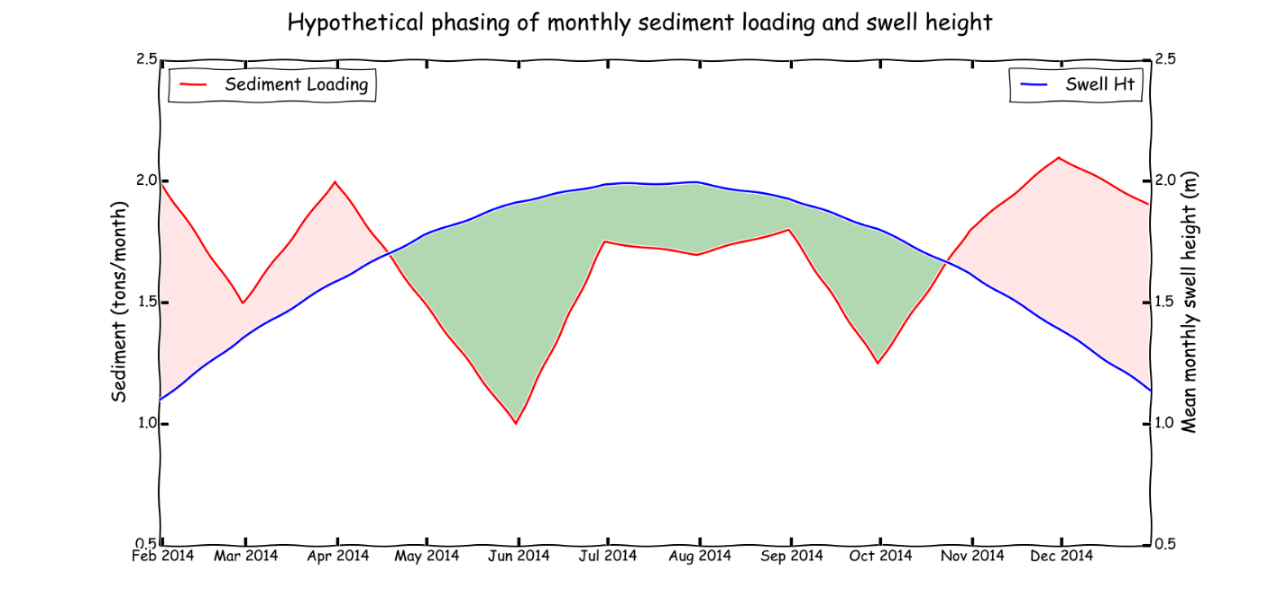 Hypothetical phasing of monthly sediment loading and swell height
Sediment Loading
Swell Ht
Sediment (tons/month)
2.5
2.0
1.5
1.0
0.5
Mean monthly swell height (m)
2.5
2.0
1.5
1.0
0.5
Feb 2014 Mar 2014 Apr 2014 May 2014 Jun 2014 Jul 2014 Aug 2014 Sep 2014 Oct 2014 Nov 2014 Dec 2014